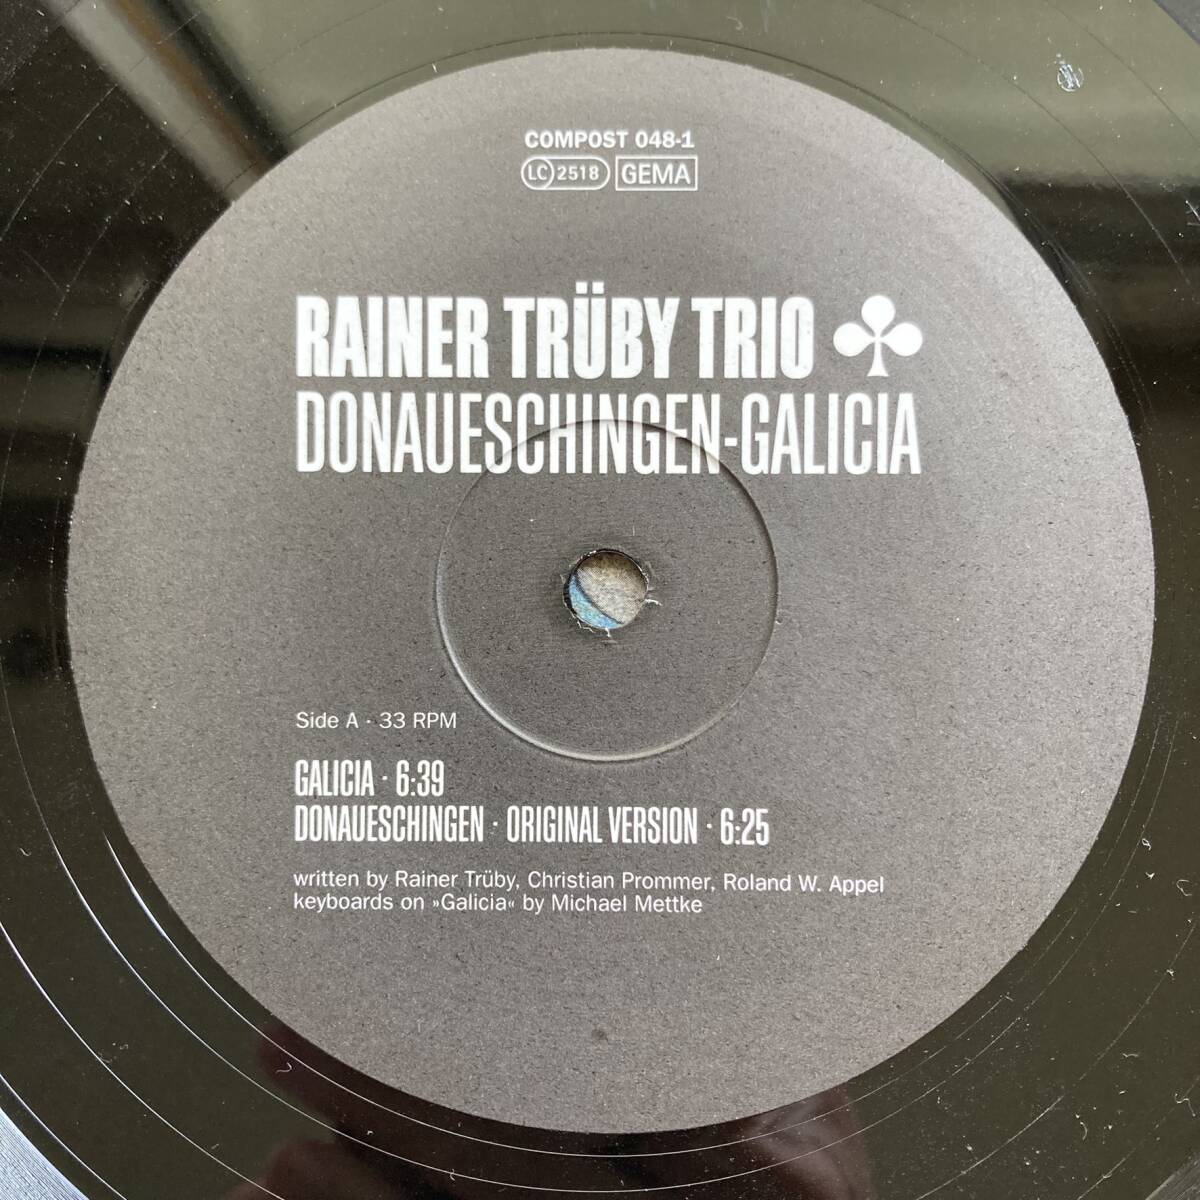 COMPOST 048-1
LC 2518 GEMA
RAINER TRÜBY TRIO
DONAUESCHINGEN-GALICIA
Side A · 33 RPM
GALICIA · 6:39
DONAUESCHINGEN · ORIGINAL VERSION · 6:25
written by Rainer Trüby, Christian Prommer, Roland W. Appel
keyboards on »Galicia« by Michael Mettke